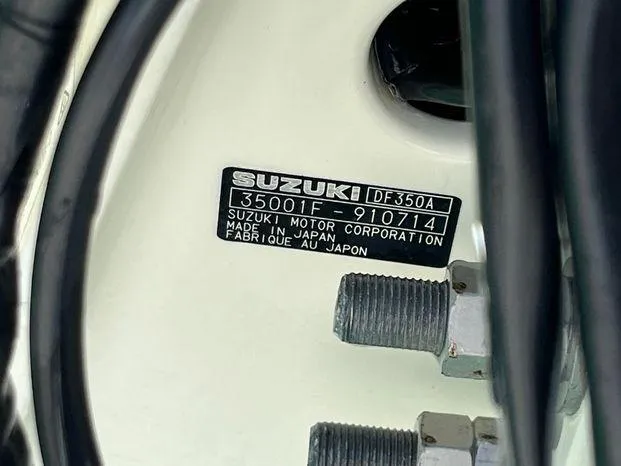 SUZUKI DF350A
35001F-910714
SUZUKI MOTOR CORPORATION
MADE IN JAPAN
FABRIQUE AU JAPON